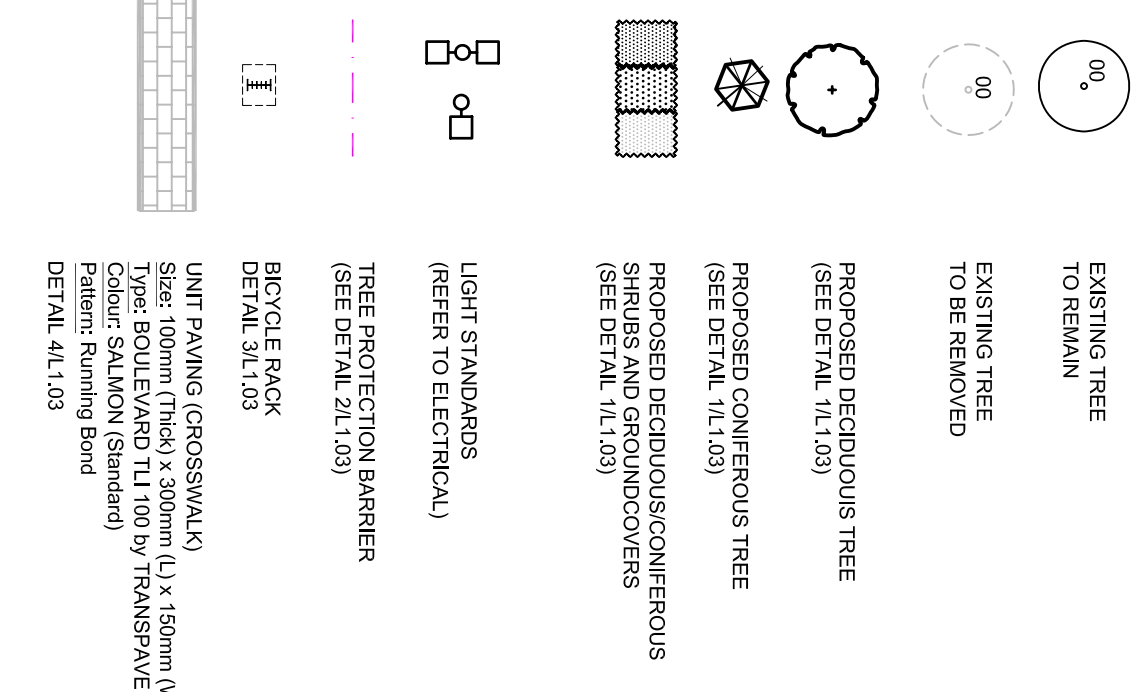 00
EXISTING TREE
TO REMAIN
00
EXISTING TREE
TO BE REMOVED
PROPOSED DECIDUOUIS TREE
(SEE DETAIL 1/L1.03)
PROPOSED CONIFEROUS TREE
(SEE DETAIL 1/L1.03)
PROPOSED DECIDUOUS/CONIFEROUS
SHRUBS AND GROUNDCOVERS
(SEE DETAIL 1/L1.03)
LIGHT STANDARDS
(REFER TO ELECTRICAL)
TREE PROTECTION BARRIER
(SEE DETAIL 2/L1.03)
BICYCLE RACK
DETAIL 3/L1.03
UNIT PAVING (CROSSWALK)
Size: 100mm (Thick) x 300mm (L) x 150mm
Type: BOULEVARD TLI 100 by TRANSPAVE
Colour: SALMON (Standard)
Pattern: Running Bond
DETAIL 4/L1.03